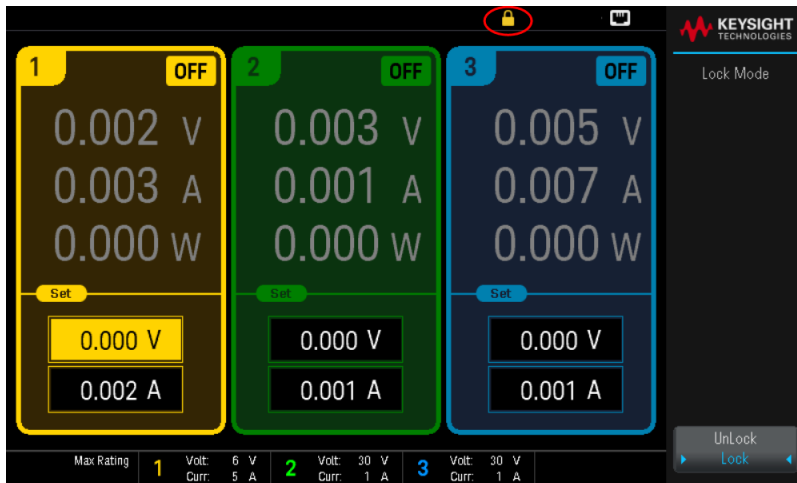 KEYSIGHT
TECHNOLOGIES
Lock Mode
1 OFF
0.002 V
0.003 A
0.000 W
Set
0.000 V
0.002 A
2 OFF
0.003 V
0.001 A
0.000 W
Set
0.000 V
0.001 A
3 OFF
0.005 V
0.007 A
0.000 W
Set
0.000 V
0.001 A
UnLock
Lock
Max Rating
1 Volt: 6 V
Curr: 5 A
2 Volt: 30 V
Curr: 1 A
3 Volt: 30 V
Curr: 1 A